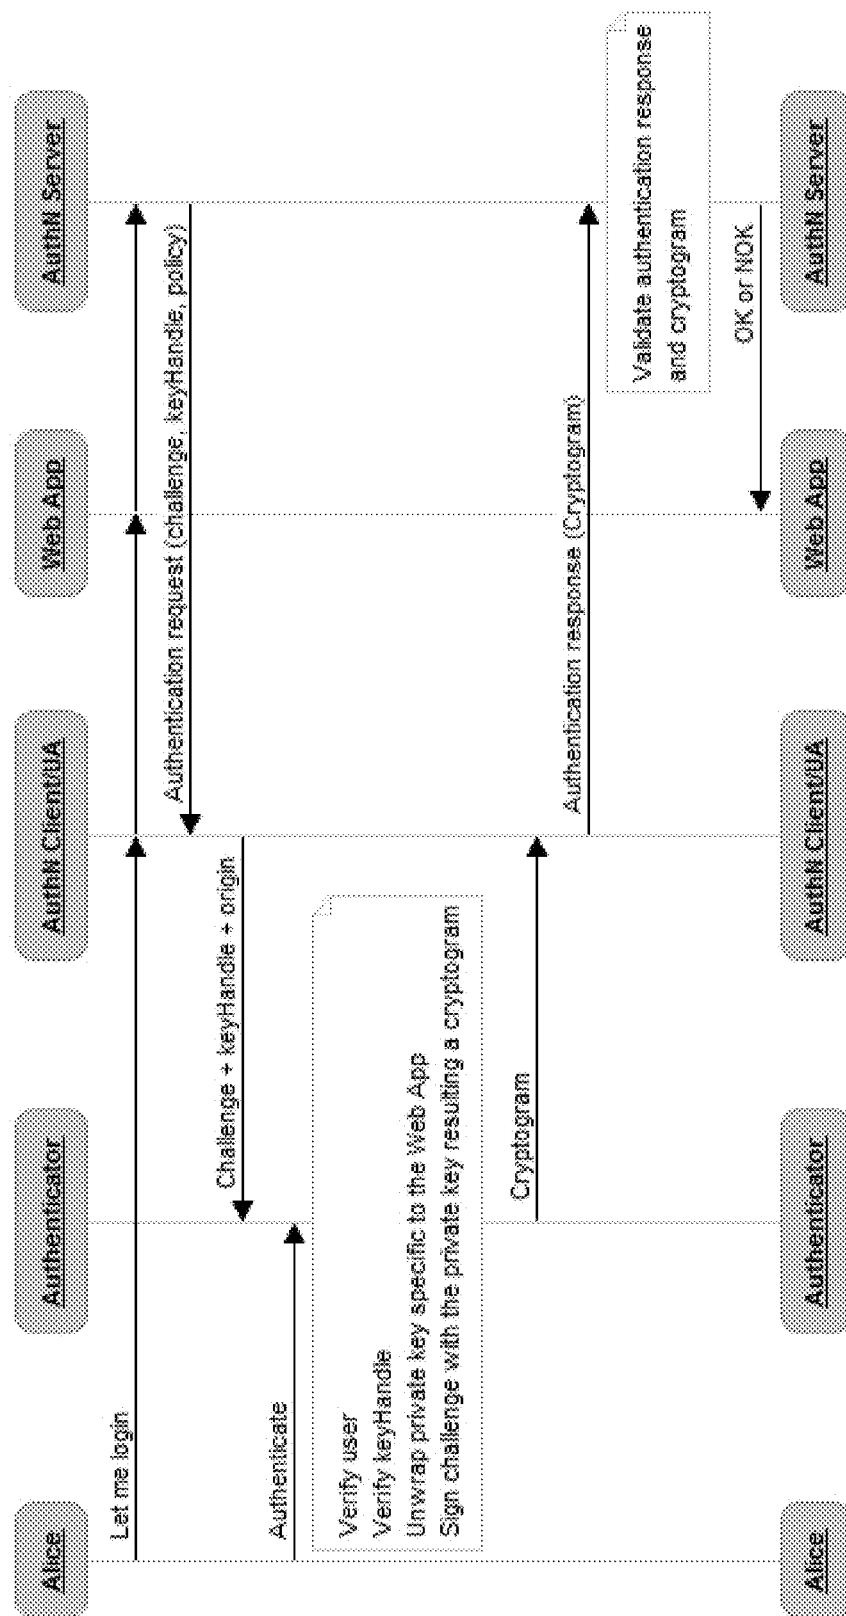 Alice
Authenticator
AuthN Client/UA
Web App
AuthN Server
Let me login
Authentication request (challenge, keyHandle, policy)
Challenge + keyHandle + origin
Authenticate
Verify user
Verify keyHandle
Unwrap private key specific to the Web App
Sign challenge with the private key resulting a cryptogram
Cryptogram
Authentication response (Cryptogram)
Validate authentication response
and cryptogram
OK or NOK
Alice
Authenticator
AuthN Client/UA
Web App
AuthN Server